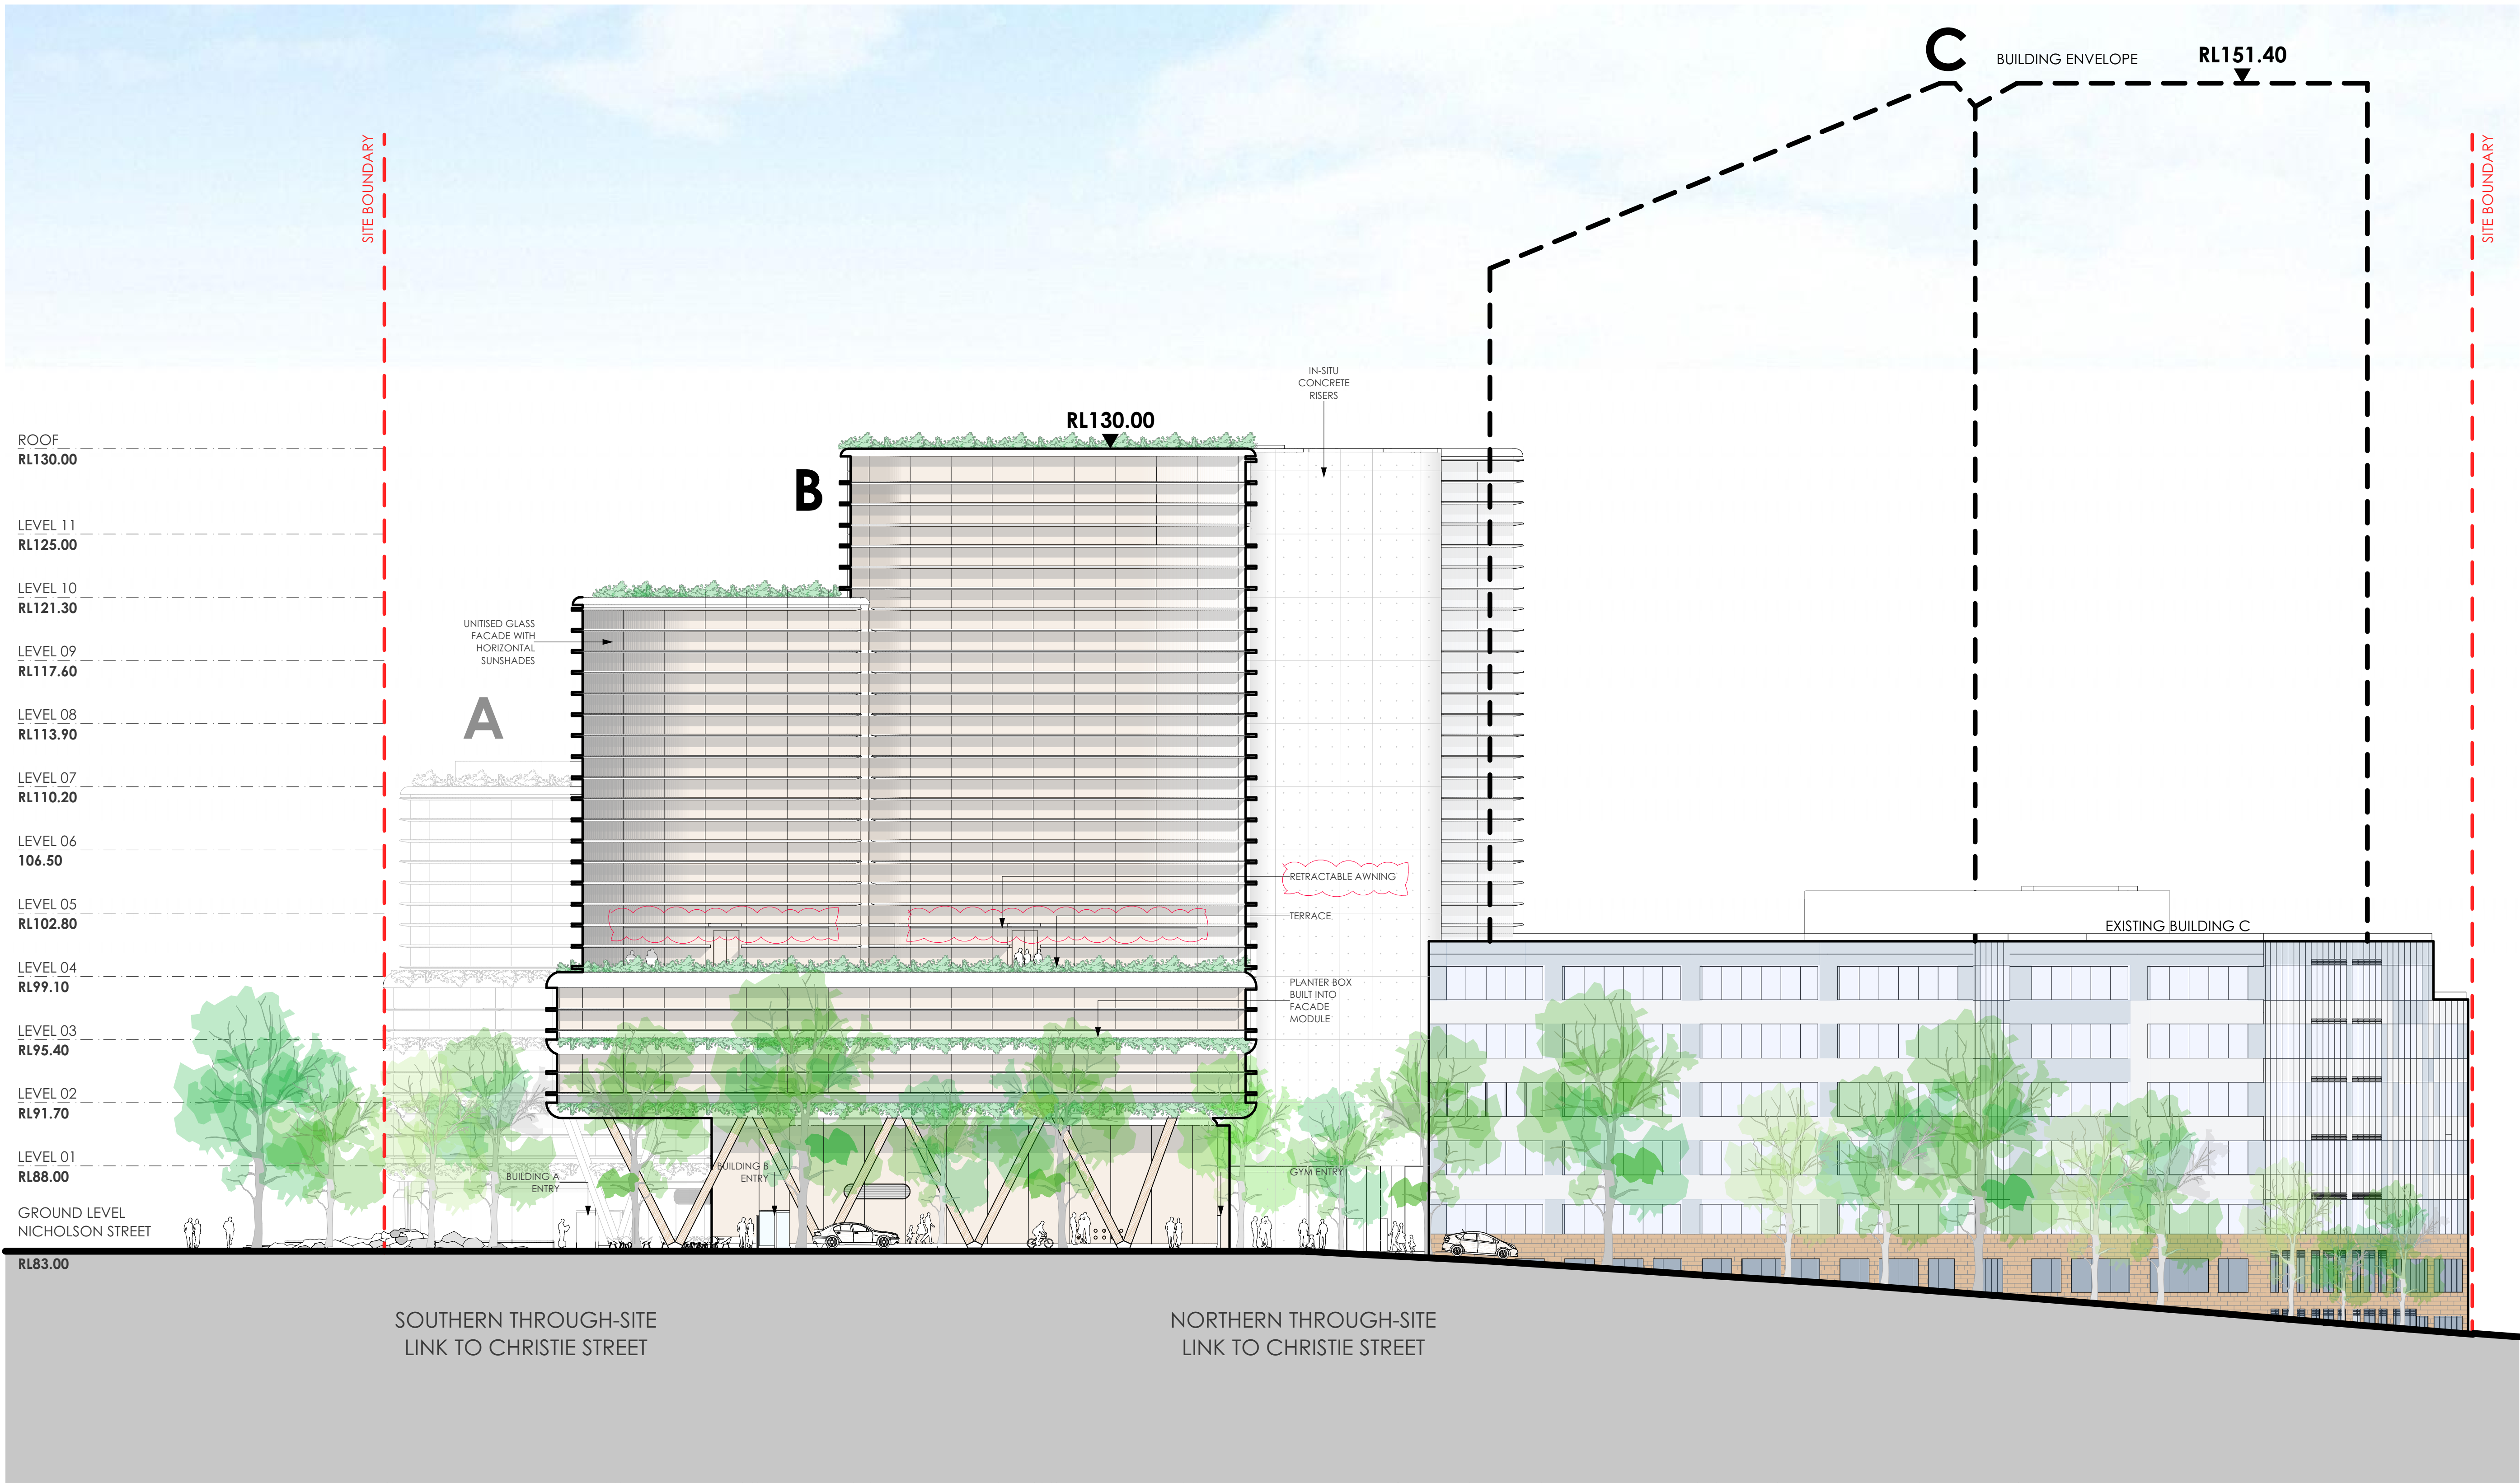 C
BUILDING ENVELOPE
RL151.40
SITE BOUNDARY
SITE BOUNDARY
IN-SITU
CONCRETE
RISERS
RL130.00
B
ROOF
RL130.00
LEVEL 11
RL125.00
LEVEL 10
RL121.30
UNITISED GLASS
FACADE WITH
HORIZONTAL
SUNSHADES
LEVEL 09
RL117.60
A
LEVEL 08
RL113.90
LEVEL 07
RL110.20
LEVEL 06
106.50
RETRACTABLE AWNING
LEVEL 05
RL102.80
TERRACE
EXISTING BUILDING C
LEVEL 04
RL99.10
PLANTER BOX
BUILT INTO
FACADE
MODULE
LEVEL 03
RL95.40
LEVEL 02
RL91.70
LEVEL 01
RL88.00
BUILDING A
ENTRY
BUILDING B
ENTRY
GYM ENTRY
GROUND LEVEL
NICHOLSON STREET
RL83.00
SOUTHERN THROUGH-SITE
LINK TO CHRISTIE STREET
NORTHERN THROUGH-SITE
LINK TO CHRISTIE STREET